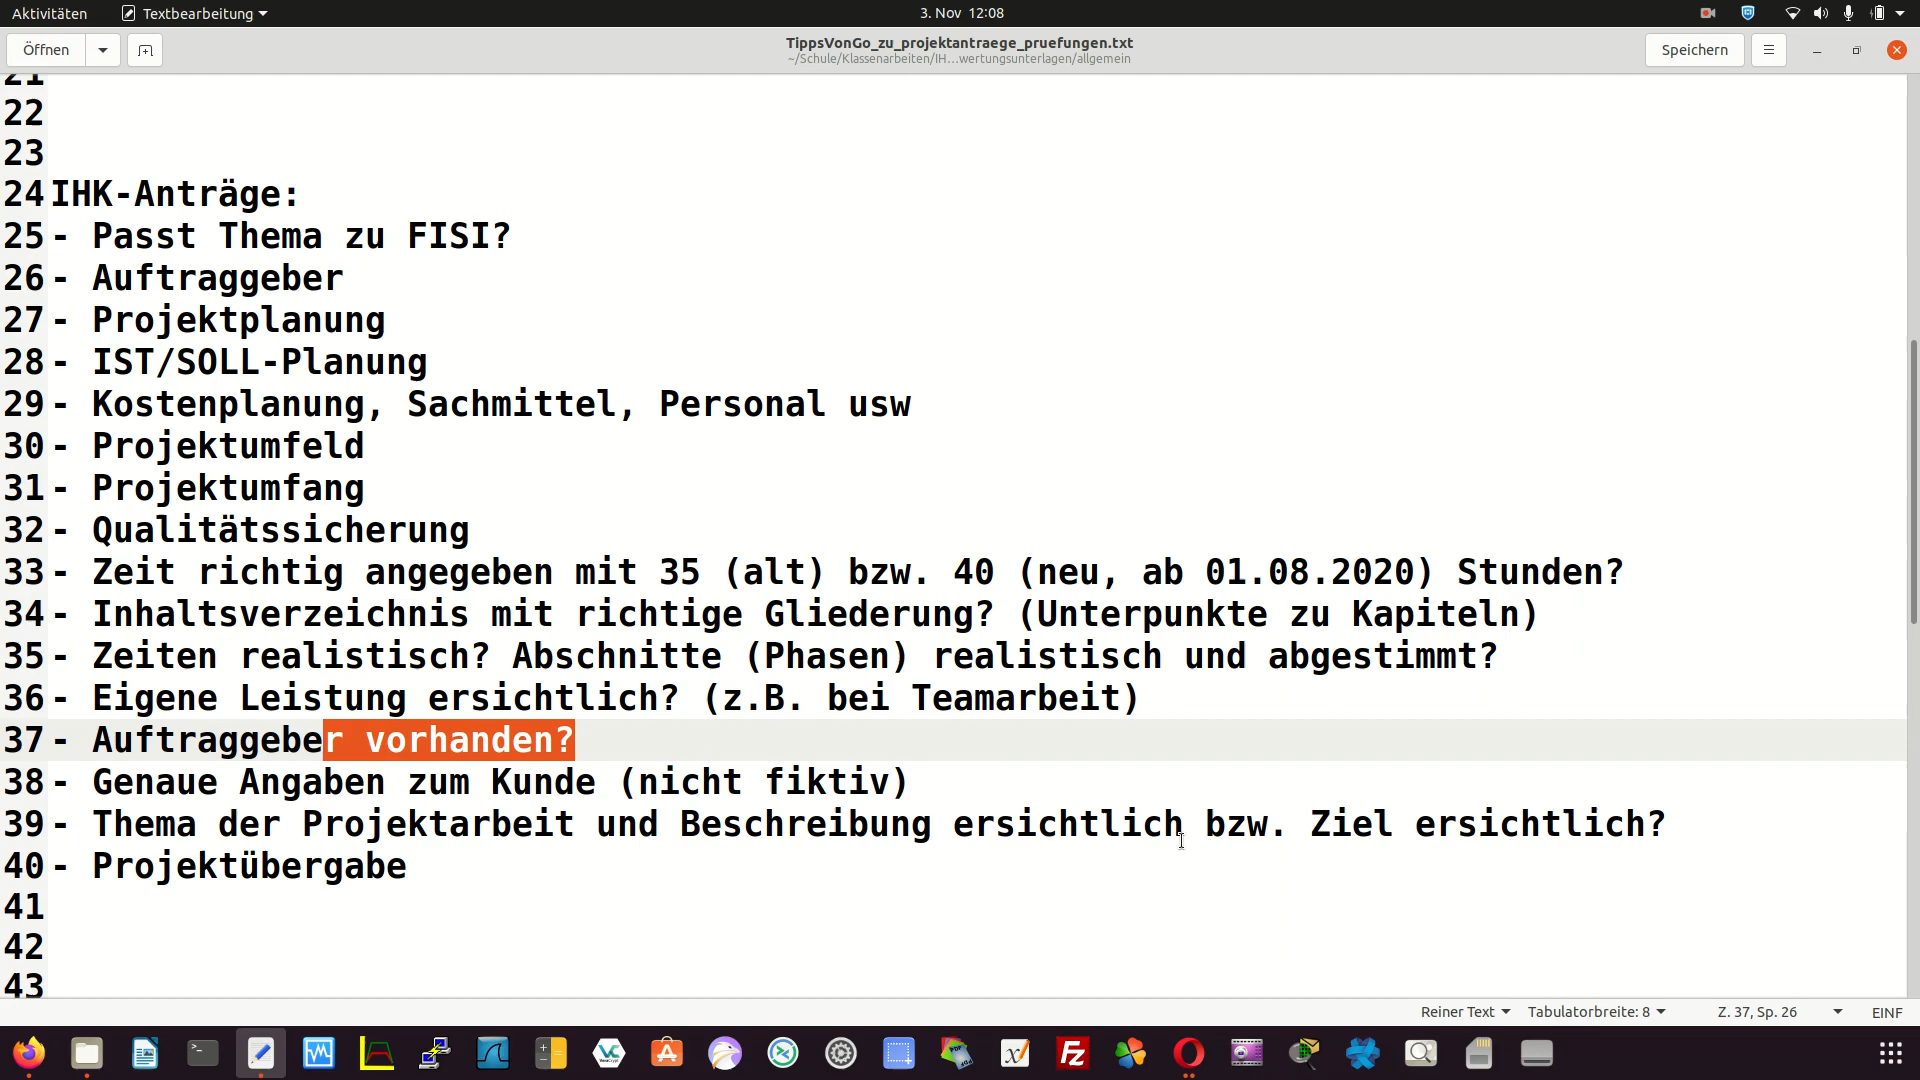 Aktivitäten Textbearbeitung 3. Nov 12:08
Öffnen TippsVonGo_zu_projektantraege_pruefungen.txt Speichern
~/Schule/Klassenarbeiten/IH…wertungsunterlagen/allgemein
21
22
23
24 IHK-Anträge:
25 - Passt Thema zu FISI?
26 - Auftraggeber
27 - Projektplanung
28 - IST/SOLL-Planung
29 - Kostenplanung, Sachmittel, Personal usw
30 - Projektumfeld
31 - Projektumfang
32 - Qualitätssicherung
33 - Zeit richtig angegeben mit 35 (alt) bzw. 40 (neu, ab 01.08.2020) Stunden?
34 - Inhaltsverzeichnis mit richtige Gliederung? (Unterpunkte zu Kapiteln)
35 - Zeiten realistisch? Abschnitte (Phasen) realistisch und abgestimmt?
36 - Eigene Leistung ersichtlich? (z.B. bei Teamarbeit)
37 - Auftraggeber vorhanden?
38 - Genaue Angaben zum Kunde (nicht fiktiv)
39 - Thema der Projektarbeit und Beschreibung ersichtlich bzw. Ziel ersichtlich?
40 - Projektübergabe
41
42
43
Reiner Text Tabulatorbreite: 8 Z. 37, Sp. 26 EINF